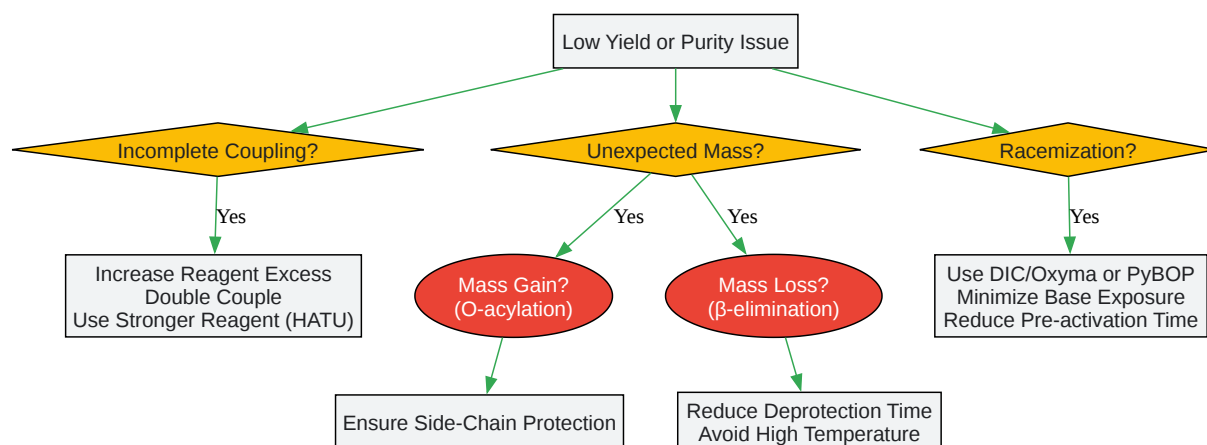 Low Yield or Purity Issue
Incomplete Coupling?
Unexpected Mass?
Racemization?
Yes
Yes
Yes
Yes
Increase Reagent Excess
Double Couple
Use Stronger Reagent (HATU)
Mass Gain?
(O-acylation)
Mass Loss?
(β-elimination)
Use DIC/Oxyma or PyBOP
Minimize Base Exposure
Reduce Pre-activation Time
Ensure Side-Chain Protection
Reduce Deprotection Time
Avoid High Temperature